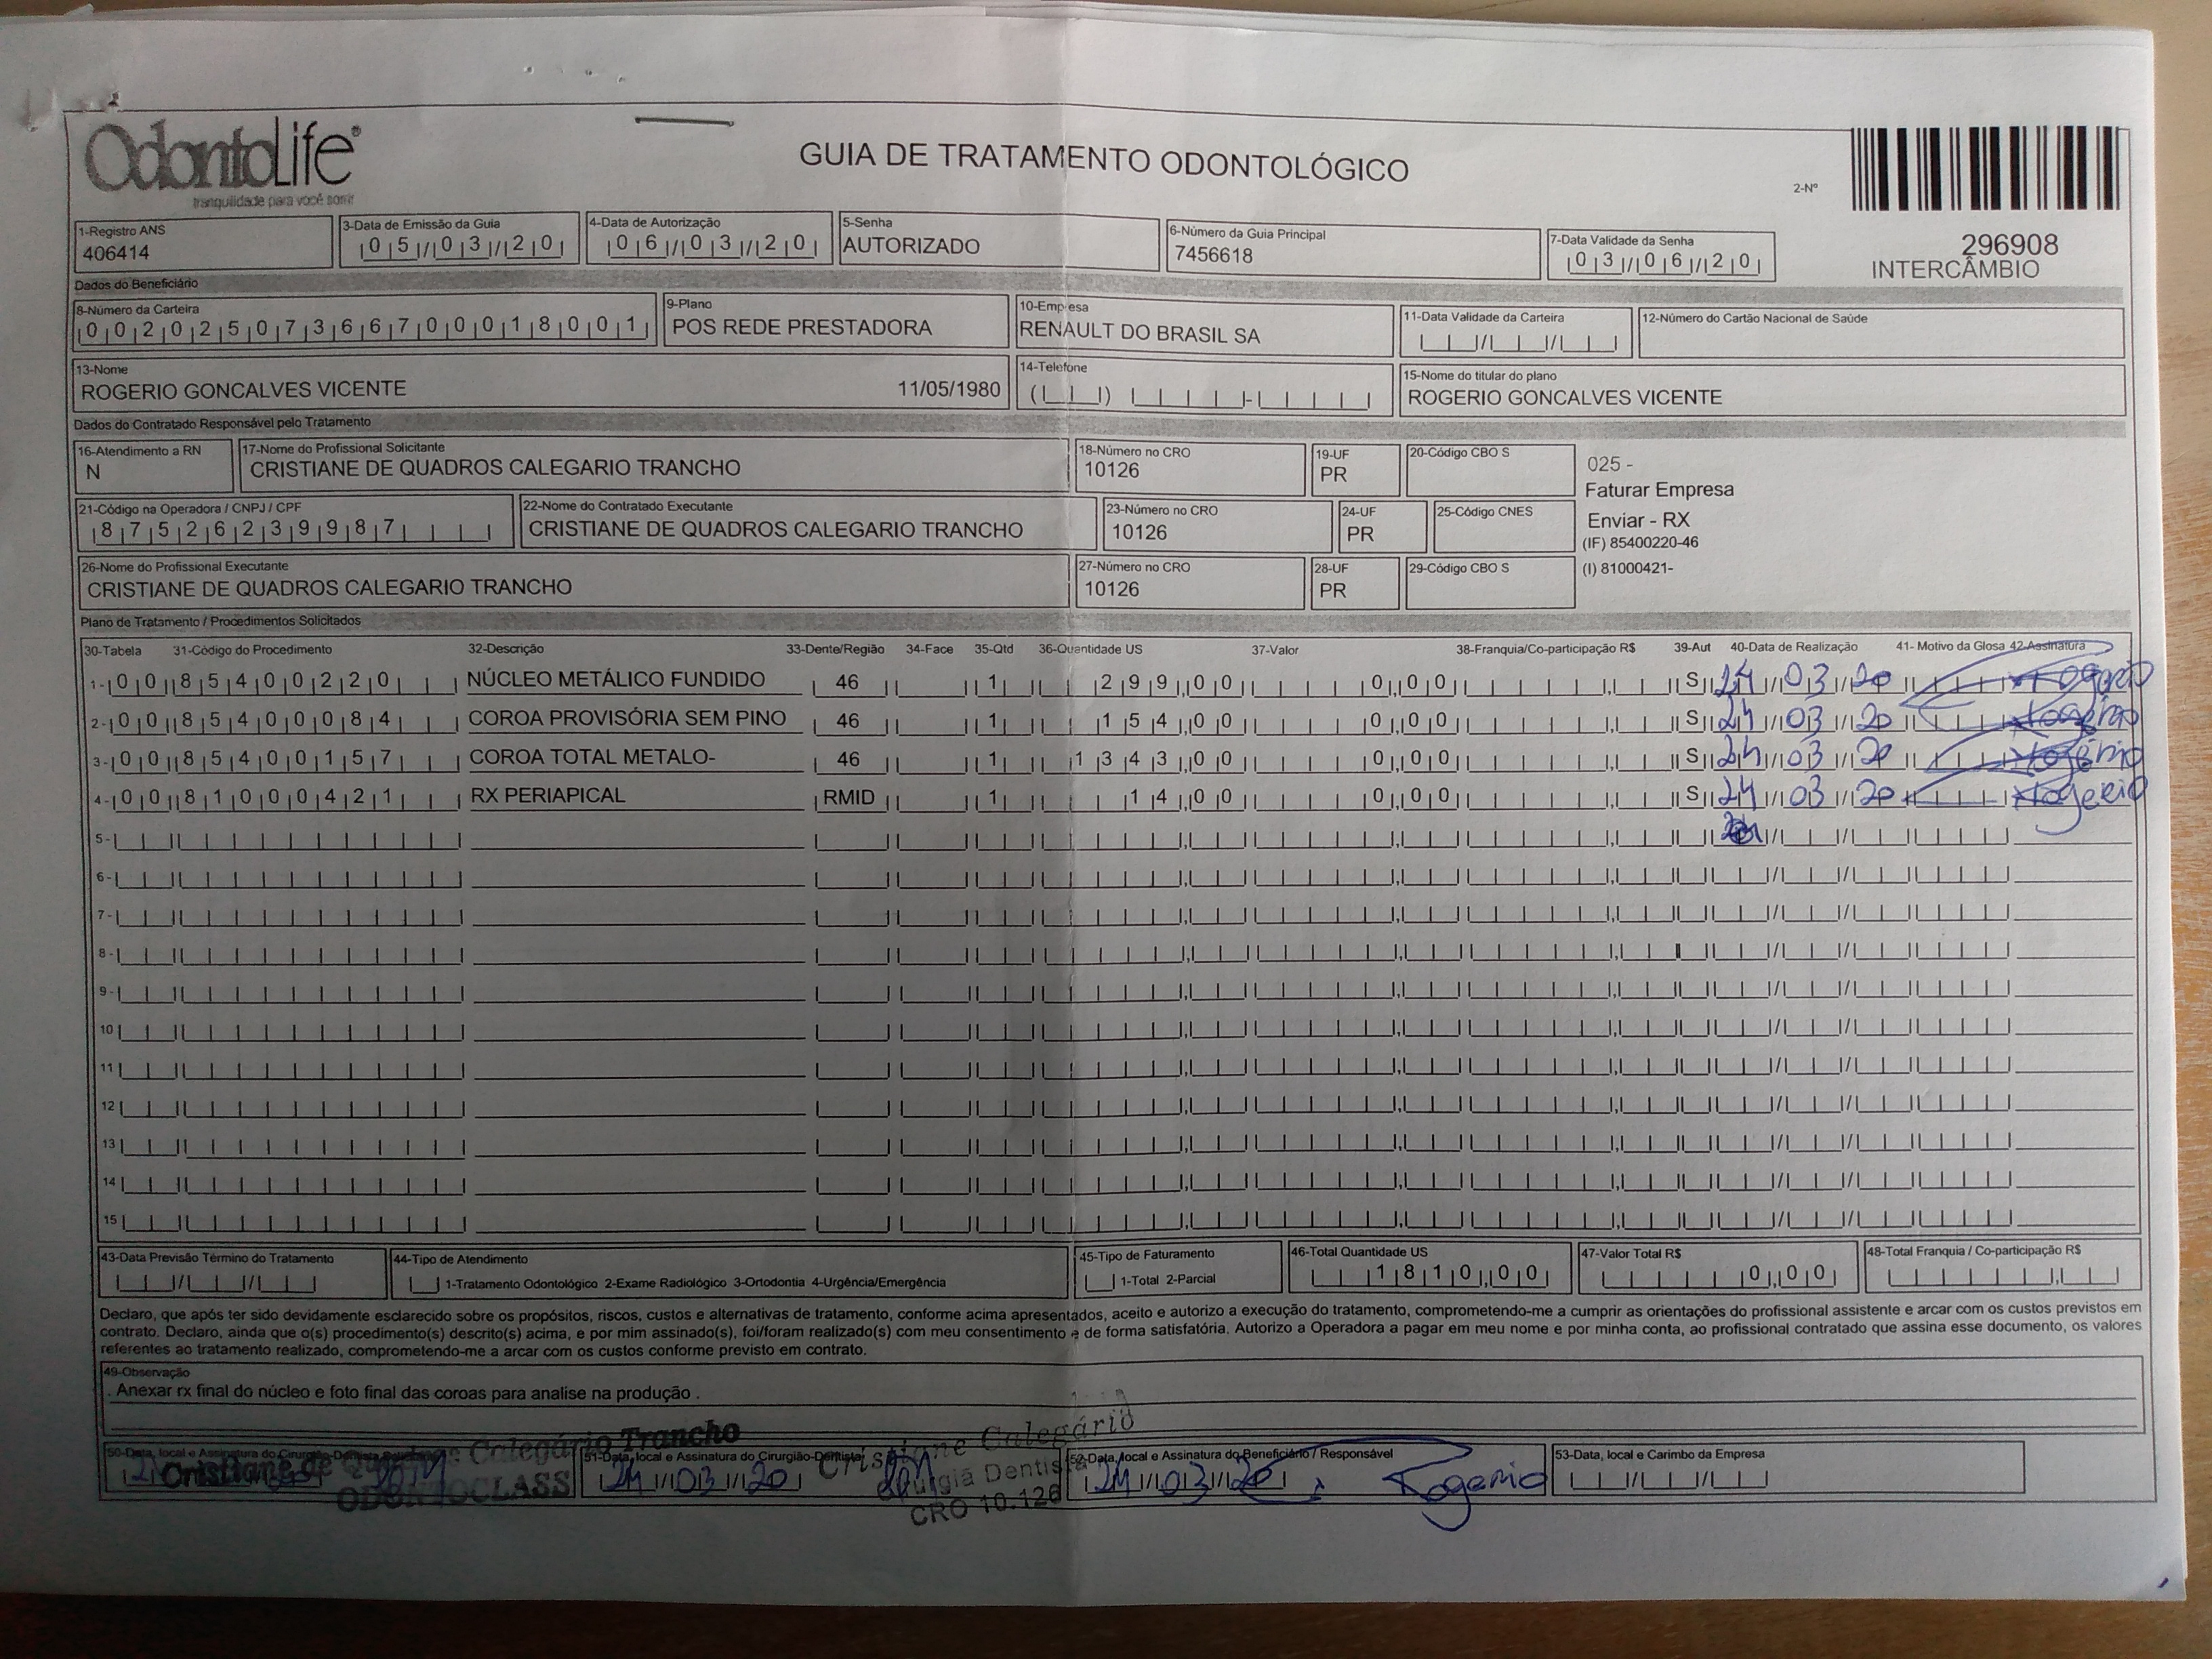 OdontoLife®
tranquilidade para você sorrir
GUIA DE TRATAMENTO ODONTOLÓGICO
2-Nº
296908
INTERCÂMBIO
1-Registro ANS
406414
3-Data de Emissão da Guia
05/03/20
4-Data de Autorização
06/03/20
5-Senha
AUTORIZADO
6-Número da Guia Principal
7456618
7-Data Validade da Senha
03/06/20
Dados do Beneficiário
8-Número da Carteira
00202507366700018001
9-Plano
POS REDE PRESTADORA
10-Empresa
RENAULT DO BRASIL SA
11-Data Validade da Carteira
12-Número do Cartão Nacional de Saúde
13-Nome
ROGERIO GONCALVES VICENTE 11/05/1980
14-Telefone
15-Nome do titular do plano
ROGERIO GONCALVES VICENTE
Dados do Contratado Responsável pelo Tratamento
16-Atendimento a RN
N
17-Nome do Profissional Solicitante
CRISTIANE DE QUADROS CALEGARIO TRANCHO
18-Número no CRO
10126
19-UF
PR
20-Código CBO S
025 -
Faturar Empresa
Enviar - RX
(IF) 85400220-46
(I) 81000421-
21-Código na Operadora / CNPJ / CPF
87526239987
22-Nome do Contratado Executante
CRISTIANE DE QUADROS CALEGARIO TRANCHO
23-Número no CRO
10126
24-UF
PR
25-Código CNES
26-Nome do Profissional Executante
CRISTIANE DE QUADROS CALEGARIO TRANCHO
27-Número no CRO
10126
28-UF
PR
29-Código CBO S
Plano de Tratamento / Procedimentos Solicitados
30-Tabela 31-Código do Procedimento 32-Descrição 33-Dente/Região 34-Face 35-Qtd 36-Quantidade US 37-Valor 38-Franquia/Co-participação R$ 39-Aut 40-Data de Realização 41- Motivo da Glosa 42-Assinatura
1- 00 85400220 NÚCLEO METÁLICO FUNDIDO 46 1 299,00 0,00 S 24/03/20 Rogerio
2- 00 85400084 COROA PROVISÓRIA SEM PINO 46 1 154,00 0,00 S 24/03/20 Rogerio
3- 00 85400157 COROA TOTAL METALO- 46 1 1343,00 0,00 S 24/03/20 Rogerio
4- 00 81000421 RX PERIAPICAL RMID 1 14,00 0,00 S 24/03/20 Rogerio
5-
6-
7-
8-
9-
10
11
12
13
14
15
43-Data Previsão Término do Tratamento
44-Tipo de Atendimento
1-Tratamento Odontológico 2-Exame Radiológico 3-Ortodontia 4-Urgência/Emergência
45-Tipo de Faturamento
1-Total 2-Parcial
46-Total Quantidade US
1810,00
47-Valor Total R$
0,00
48-Total Franquia / Co-participação R$
Declaro, que após ter sido devidamente esclarecido sobre os propósitos, riscos, custos e alternativas de tratamento, conforme acima apresentados, aceito e autorizo a execução do tratamento, comprometendo-me a cumprir as orientações do profissional assistente e arcar com os custos previstos em
contrato. Declaro, ainda que o(s) procedimento(s) descrito(s) acima, e por mim assinado(s), foi/foram realizado(s) com meu consentimento e de forma satisfatória. Autorizo a Operadora a pagar em meu nome e por minha conta, ao profissional contratado que assina esse documento, os valores
referentes ao tratamento realizado, comprometendo-me a arcar com os custos conforme previsto em contrato.
49-Observação
. Anexar rx final do núcleo e foto final das coroas para analise na produção .
50-Data, local e Assinatura do Cirurgião-Dentista
Cristiane de Quadros Calegário Trancho
ODONTOCLASS
51-Data, local e Assinatura do Cirurgião-Dentista
24/03/20
Cristiane Calegário
Cirurgiã Dentista
CRO 10.126
52-Data, local e Assinatura do Beneficiário / Responsável
24/03/20 Rogerio
53-Data, local e Carimbo da Empresa